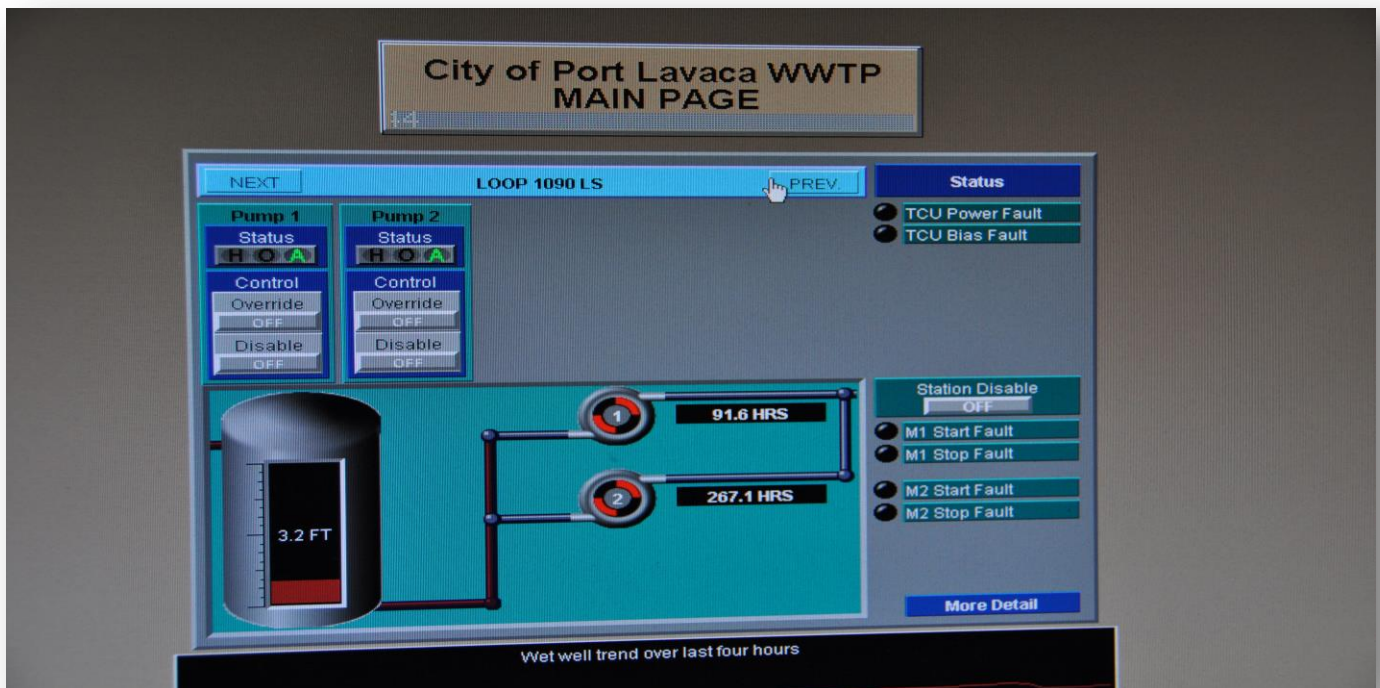 City of Port Lavaca WWTP
MAIN PAGE
14
NEXT
LOOP 1090 LS
PREV.
Status
Pump 1
Status
H O A
Control
Override
OFF
Disable
OFF
Pump 2
Status
H O A
Control
Override
OFF
Disable
OFF
TCU Power Fault
TCU Bias Fault
3.2 FT
1
91.6 HRS
2
267.1 HRS
Station Disable
OFF
M1 Start Fault
M1 Stop Fault
M2 Start Fault
M2 Stop Fault
More Detail
Wet well trend over last four hours